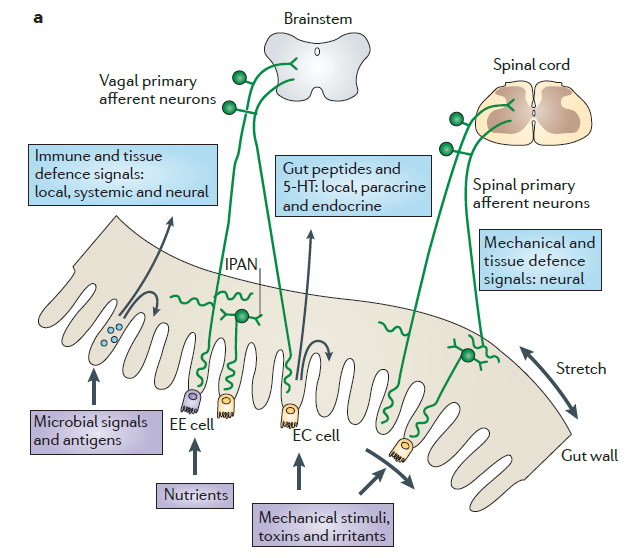 a
Brainstem
Spinal cord
Vagal primary
afferent neurons
Immune and tissue
defence signals:
local, systemic and neural
Gut peptides and
5-HT: local, paracrine
and endocrine
Spinal primary
afferent neurons
Mechanical and
tissue defence
signals: neural
IPAN
Stretch
Microbial signals
and antigens
EE cell
EC cell
Gut wall
Nutrients
Mechanical stimuli,
toxins and irritants